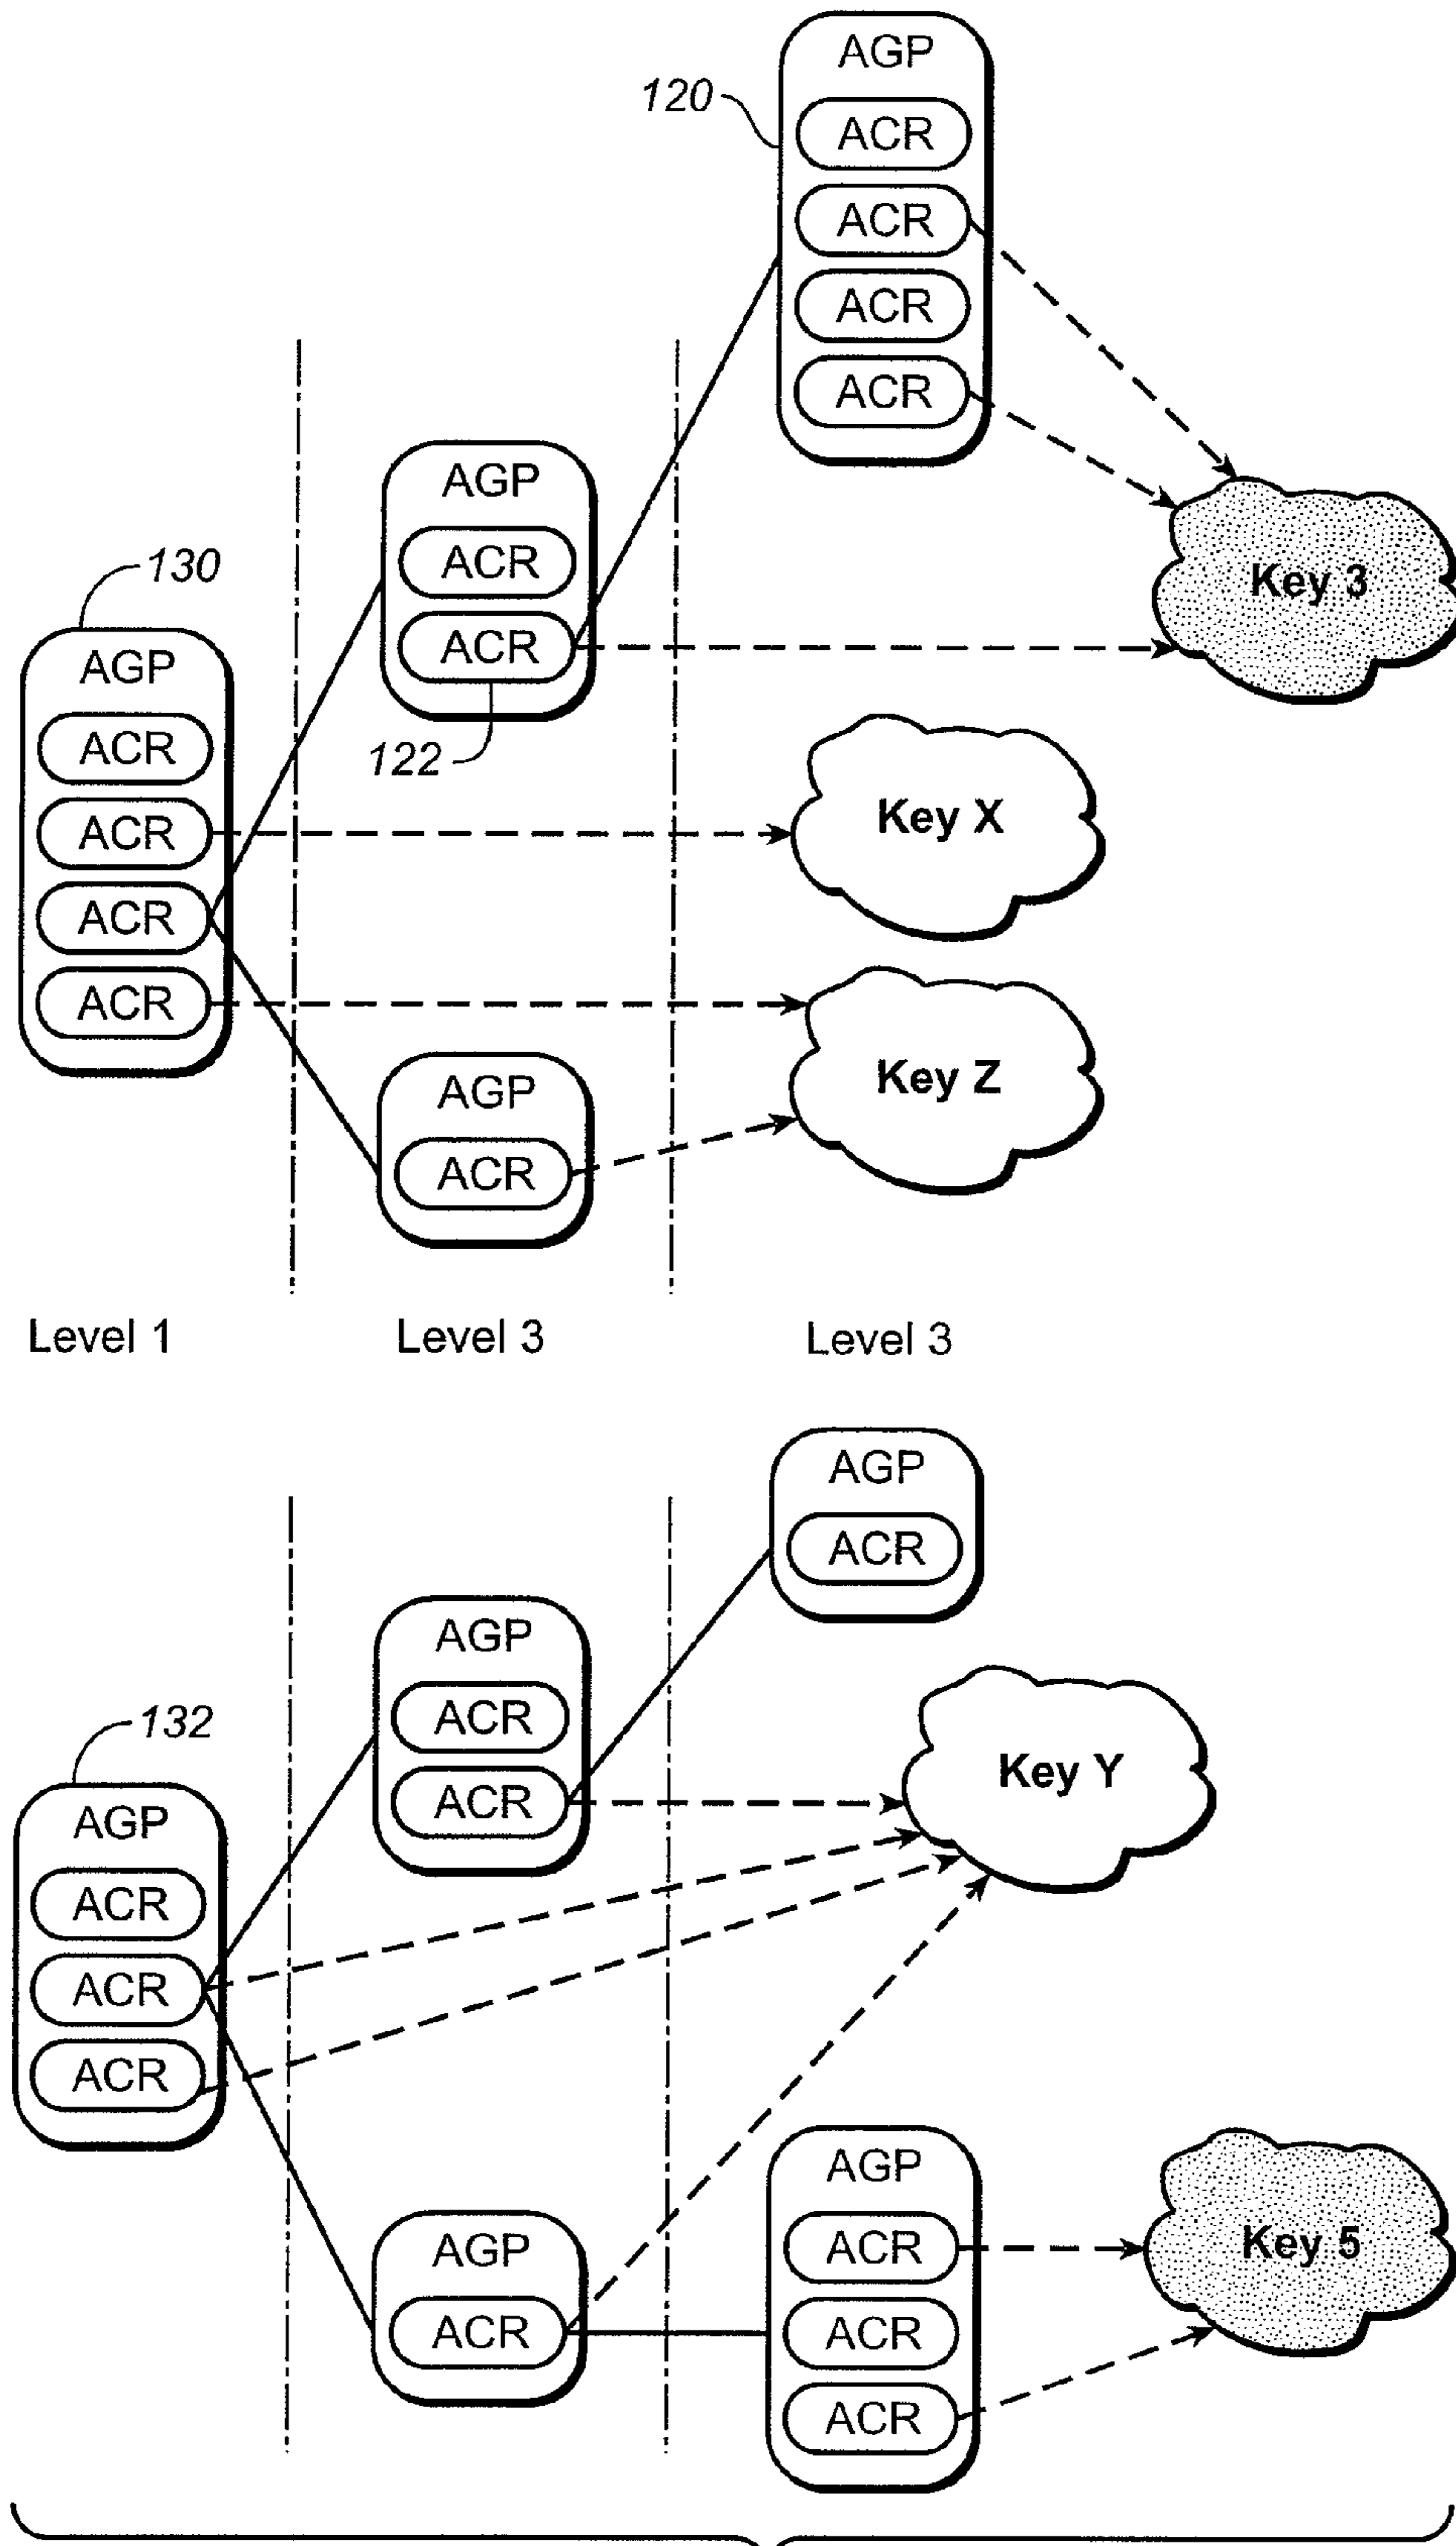 AGP
120
ACR
ACR
ACR
ACR
AGP
ACR
ACR
122
130
AGP
ACR
ACR
ACR
ACR
Key 3
Key X
Key Z
AGP
ACR
Level 1
Level 3
Level 3
AGP
ACR
AGP
ACR
ACR
132
AGP
ACR
ACR
ACR
Key Y
AGP
ACR
AGP
ACR
ACR
ACR
Key 5